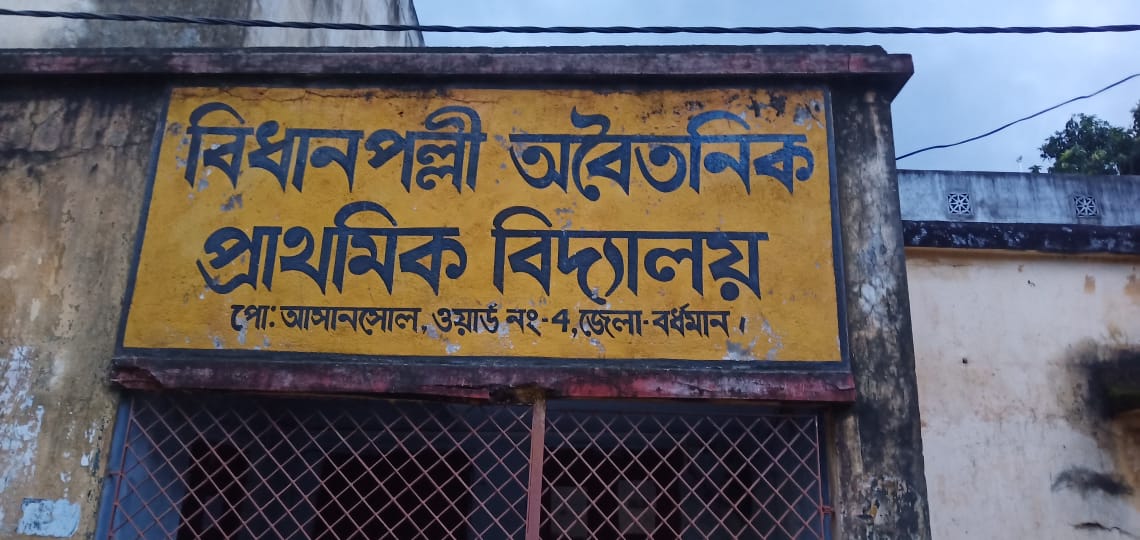 বিধানপল্লী অবৈতনিক
প্রাথমিক বিদ্যালয়
পো: আসানসোল, ওয়ার্ড নং-4, জেলা-বর্ধমান।